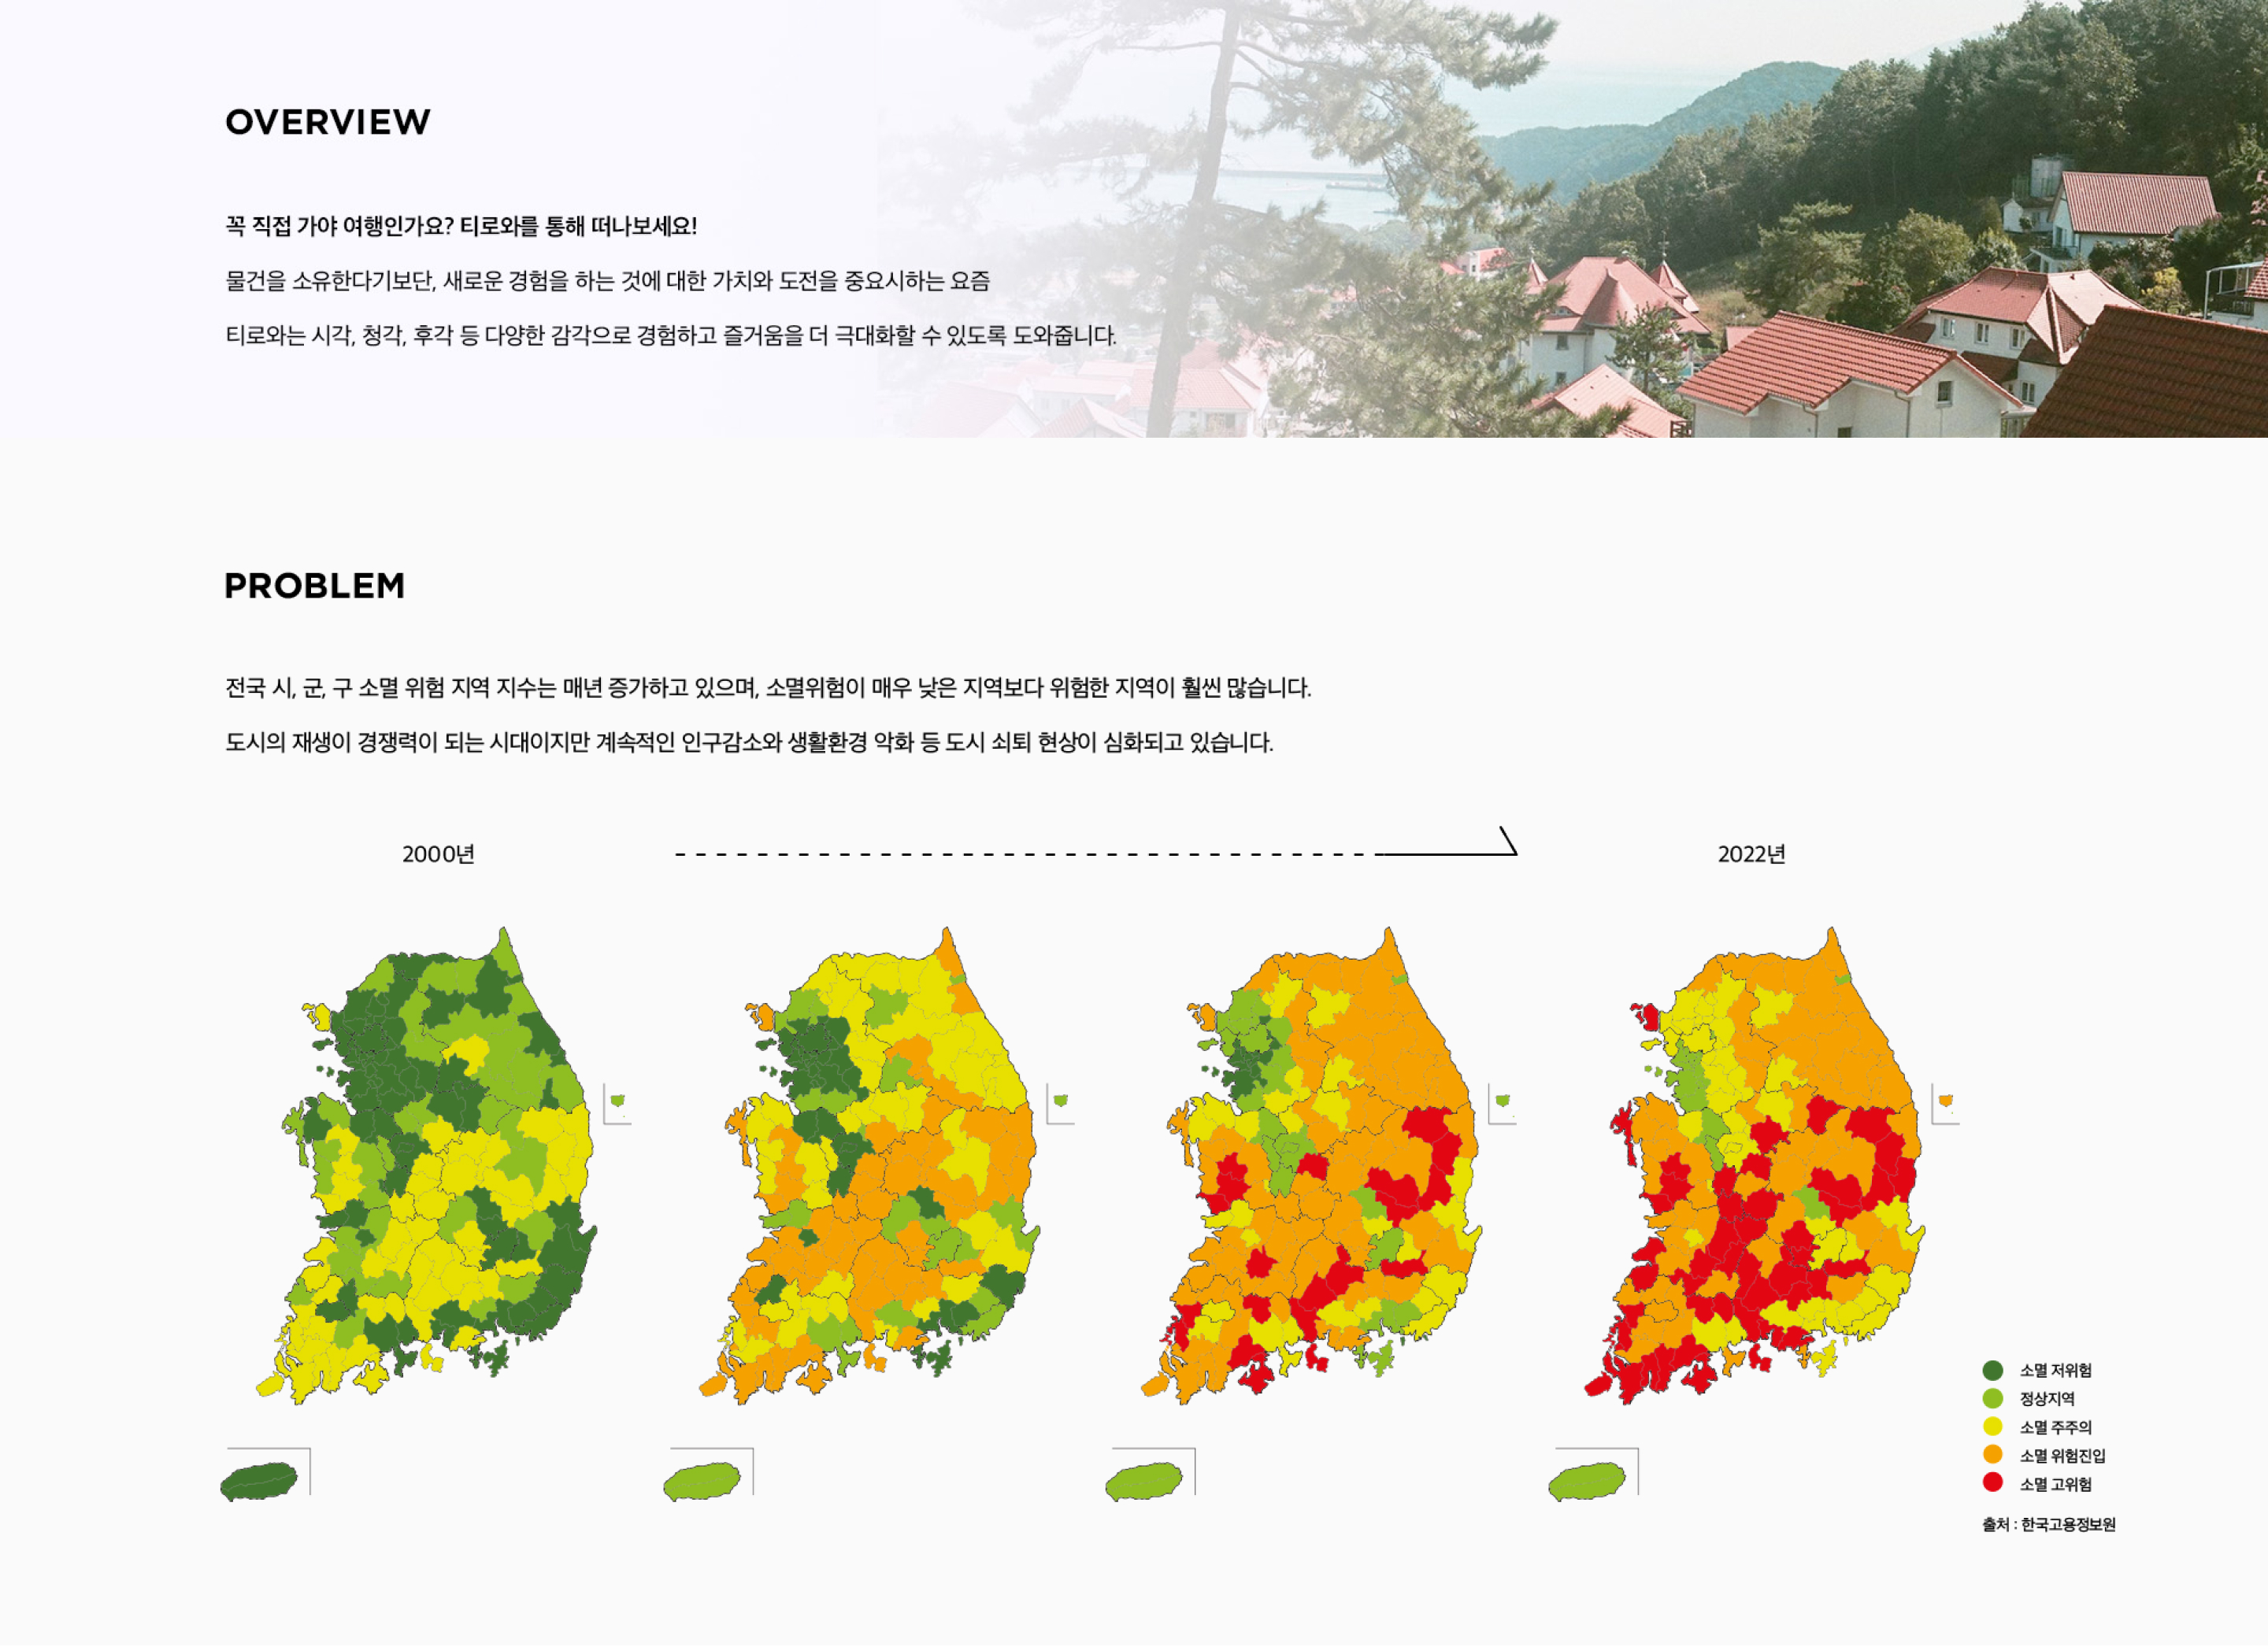 OVERVIEW
꼭 직접 가야 여행인가요? 티로와를 통해 떠나보세요!
물건을 소유한다기보단, 새로운 경험을 하는 것에 대한 가치와 도전을 중요시하는 요즘
티로와는 시각, 청각, 후각 등 다양한 감각으로 경험하고 즐거움을 더 극대화할 수 있도록 도와줍니다.
PROBLEM
전국 시, 군, 구 소멸 위험 지역 지수는 매년 증가하고 있으며, 소멸위험이 매우 낮은 지역보다 위험한 지역이 훨씬 많습니다.
도시의 재생이 경쟁력이 되는 시대이지만 계속적인 인구감소와 생활환경 악화 등 도시 쇠퇴 현상이 심화되고 있습니다.
2000년
2022년
소멸 저위험
정상지역
소멸 주주의
소멸 위험진입
소멸 고위험
출처 : 한국고용정보원